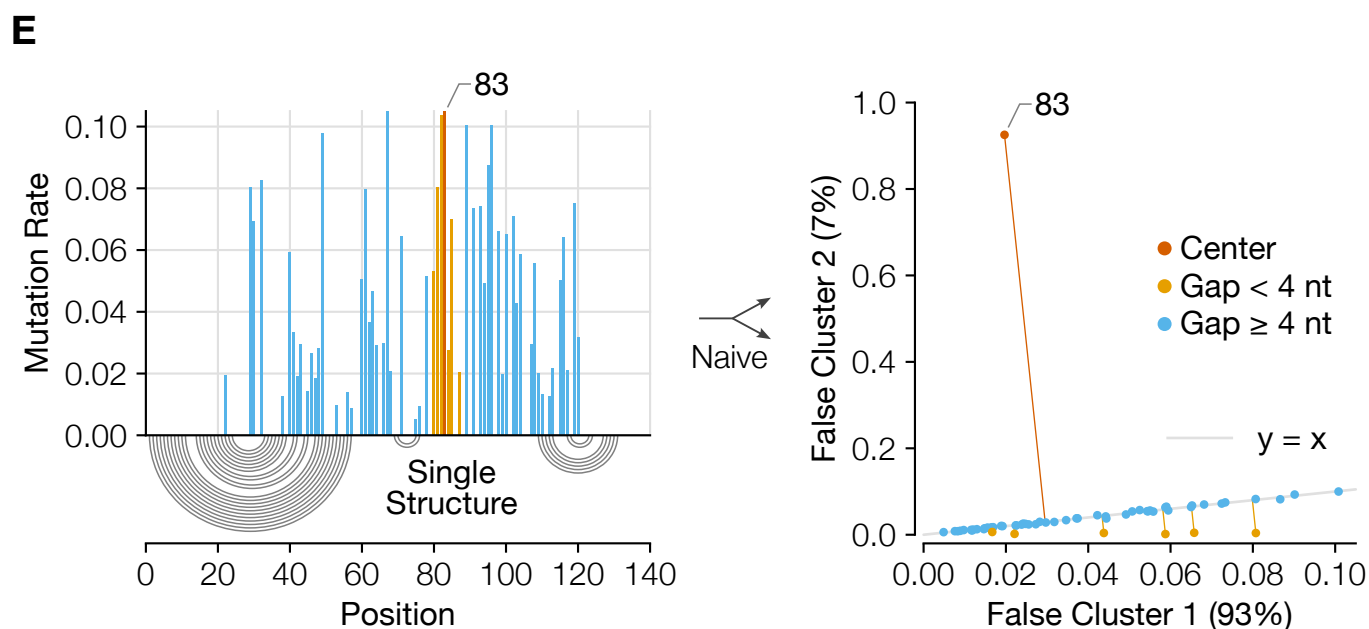 E
83
Mutation Rate
0.10
0.08
0.06
0.04
0.02
0.00
Single
Structure
0 20 40 60 80 100 120 140
Position
Naive
83
False Cluster 2 (7%)
1.0
0.8
0.6
0.4
0.2
0.0
Center
Gap < 4 nt
Gap ≥ 4 nt
y = x
0.00 0.02 0.04 0.06 0.08 0.10
False Cluster 1 (93%)